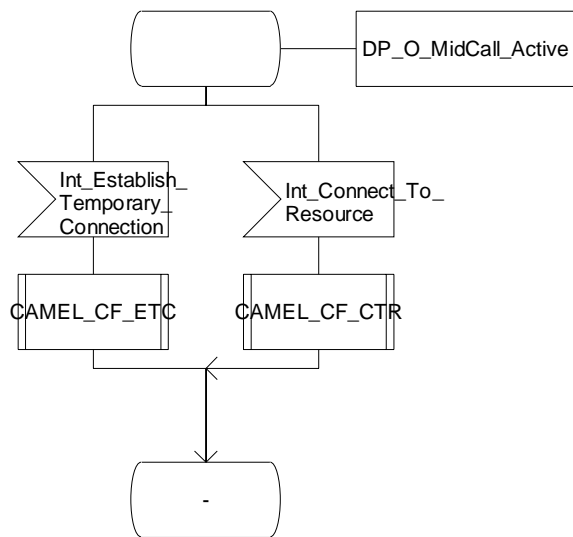 DP_O_MidCall_Active
Int_Establish_
Temporary_
Connection
Int_Connect_To_
Resource
CAMEL_CF_ETC
CAMEL_CF_CTR
-